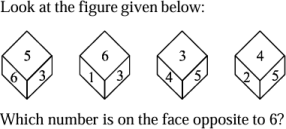 Look at the figure given below:
5 6 3 4
6 3 1 3 4 5 2 5
Which number is on the face opposite to 6?